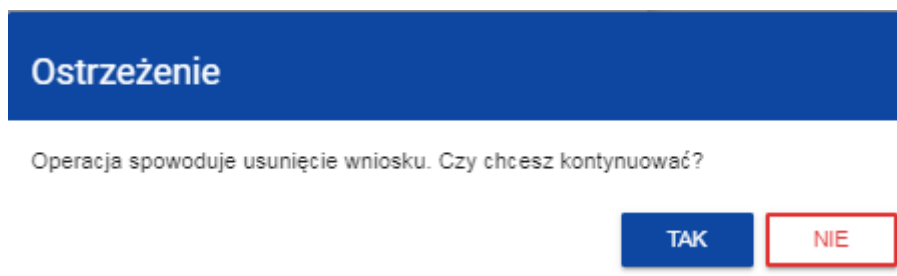 Ostrzeżenie
Operacja spowoduje usunięcie wniosku. Czy chcesz kontynuować?
TAK NIE